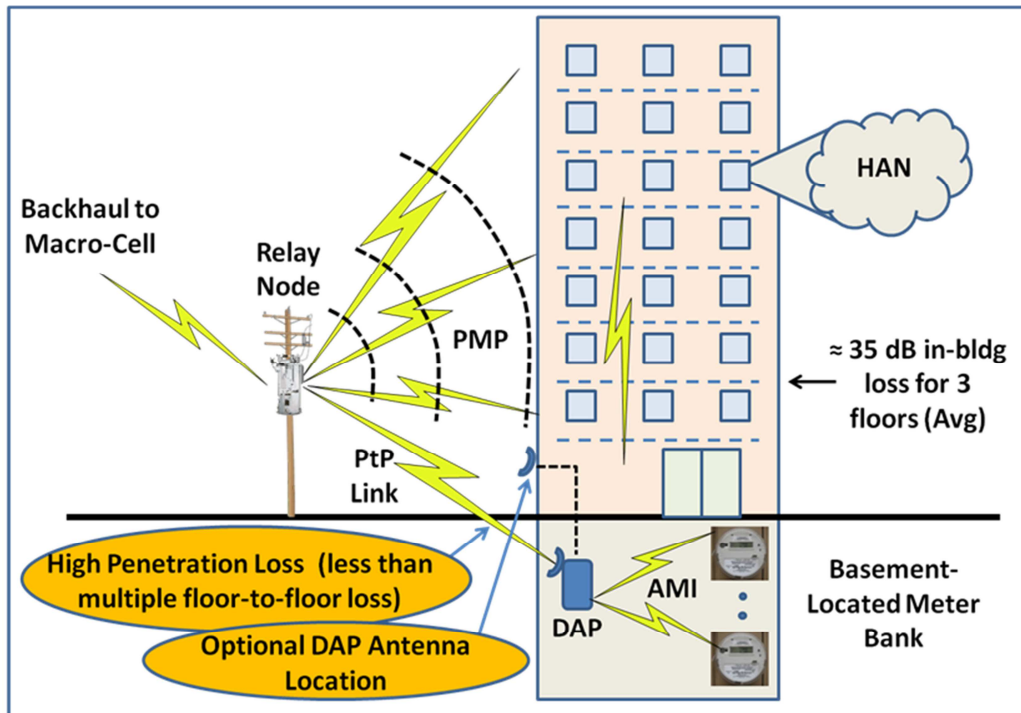 HAN
Backhaul to
Macro-Cell
Relay
Node
PMP
≈ 35 dB in-bldg
loss for 3
floors (Avg)
PtP
Link
High Penetration Loss  (less than
multiple floor-to-floor loss)
AMI
DAP
Basement-
Located Meter
Bank
Optional DAP Antenna
Location